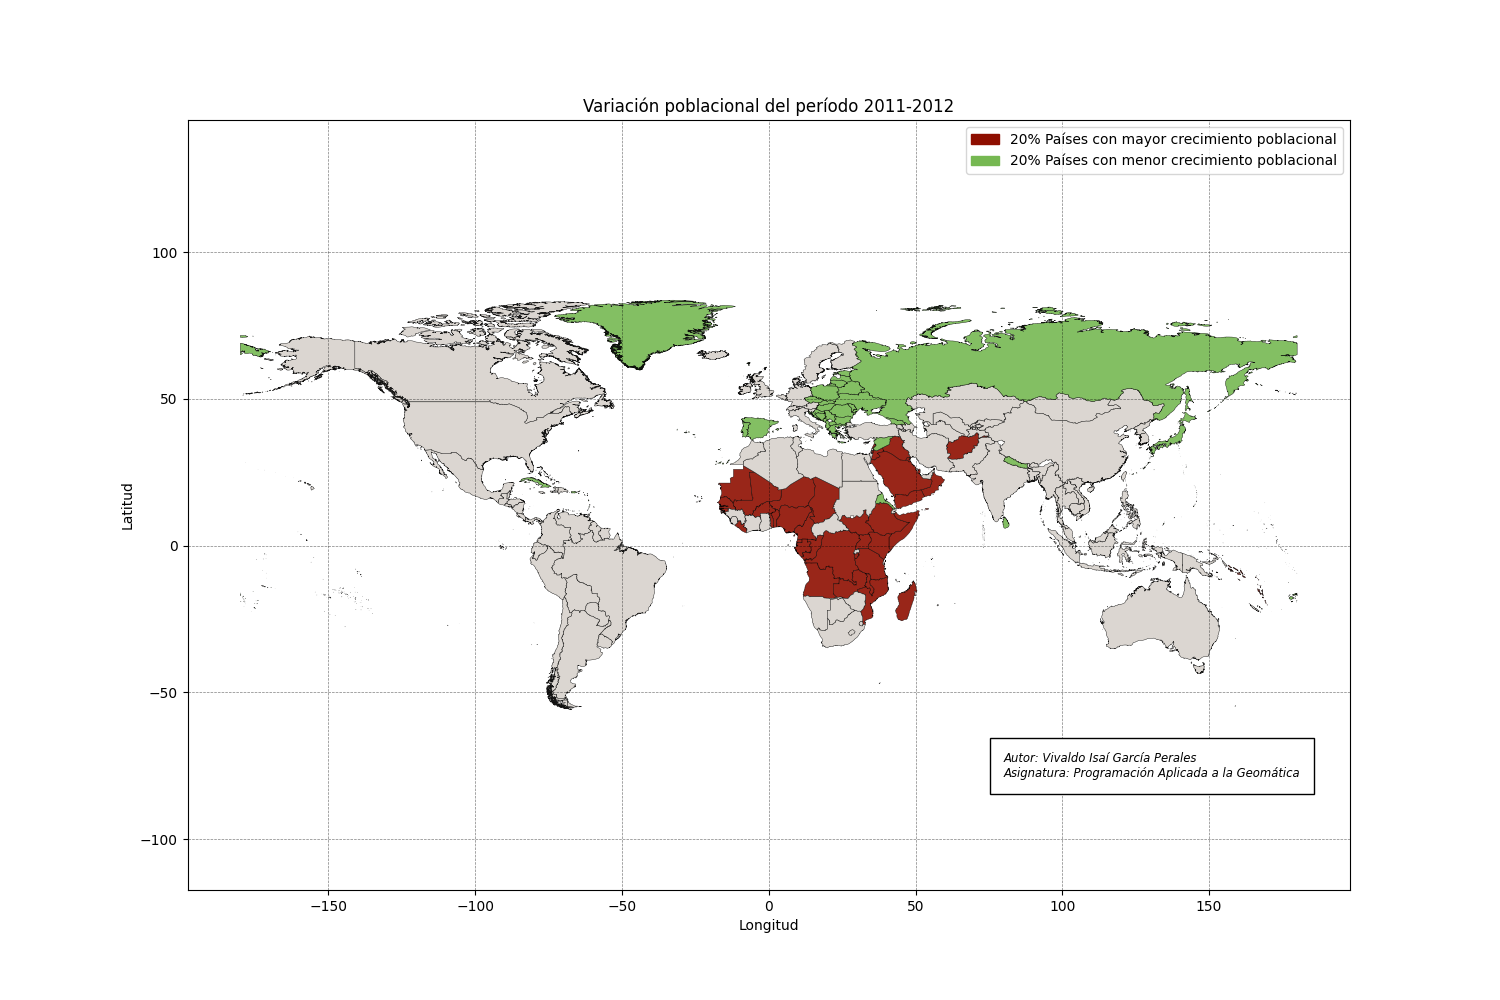 Variación poblacional del período 2011-2012
20% Países con mayor crecimiento poblacional
20% Países con menor crecimiento poblacional
100
50
0
−50
−100
Latitud
Autor: Vivaldo Isaí García Perales
Asignatura: Programación Aplicada a la Geomática
−150
−100
−50
0
50
100
150
Longitud